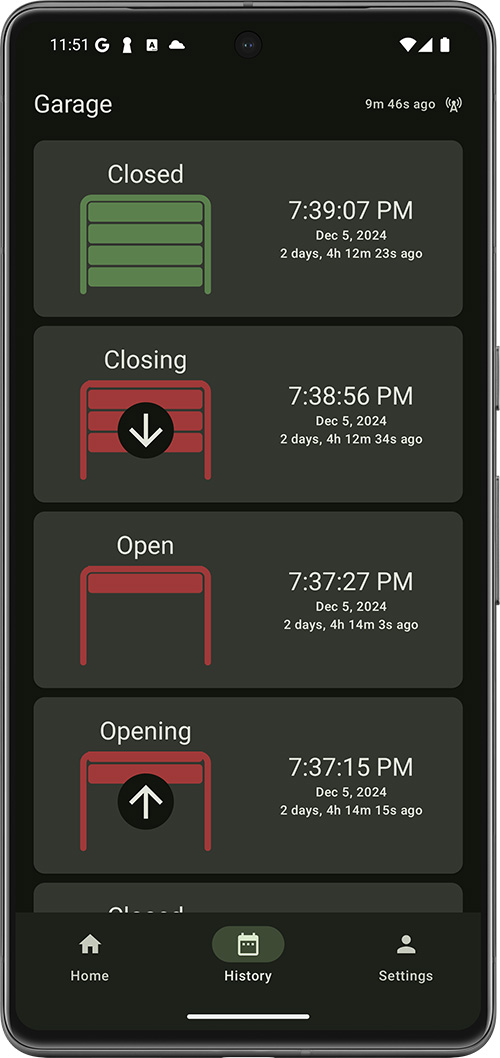 11:51
Garage
9m 46s ago
Closed
7:39:07 PM
Dec 5, 2024
2 days, 4h 12m 23s ago
Closing
7:38:56 PM
Dec 5, 2024
2 days, 4h 12m 34s ago
Open
7:37:27 PM
Dec 5, 2024
2 days, 4h 14m 3s ago
Opening
7:37:15 PM
Dec 5, 2024
2 days, 4h 14m 15s ago
Closed
Home
History
Settings